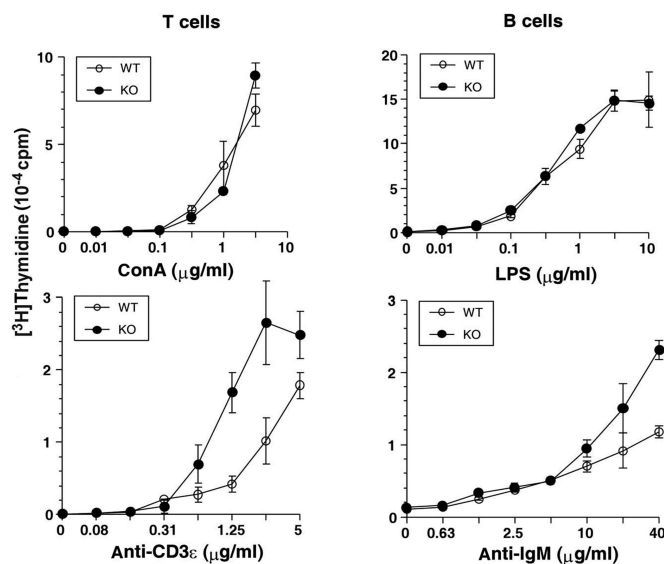 T cells
B cells
[³H]Thymidine (10⁻⁴ cpm)
10
5
0
WT
KO
0 0.01 0.1 1 10
ConA (μg/ml)
20
15
10
5
0
WT
KO
0 0.01 0.1 1 10
LPS (μg/ml)
3
2
1
0
WT
KO
0 0.08 0.31 1.25 5
Anti-CD3ε (μg/ml)
3
2
1
0
WT
KO
0 0.63 2.5 10 40
Anti-IgM (μg/ml)